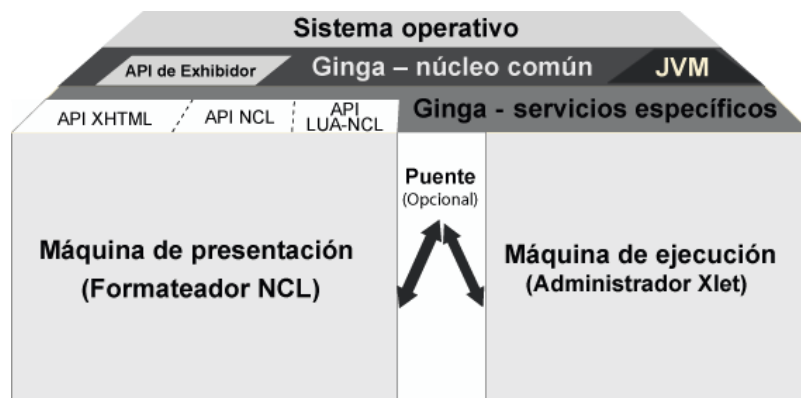 Sistema operativo
API de Exhibidor
Ginga – núcleo común
JVM
API XHTML
API NCL
API
LUA-NCL
Ginga - servicios específicos
Máquina de presentación
(Formateador NCL)
Puente
(Opcional)
Máquina de ejecución
(Administrador Xlet)